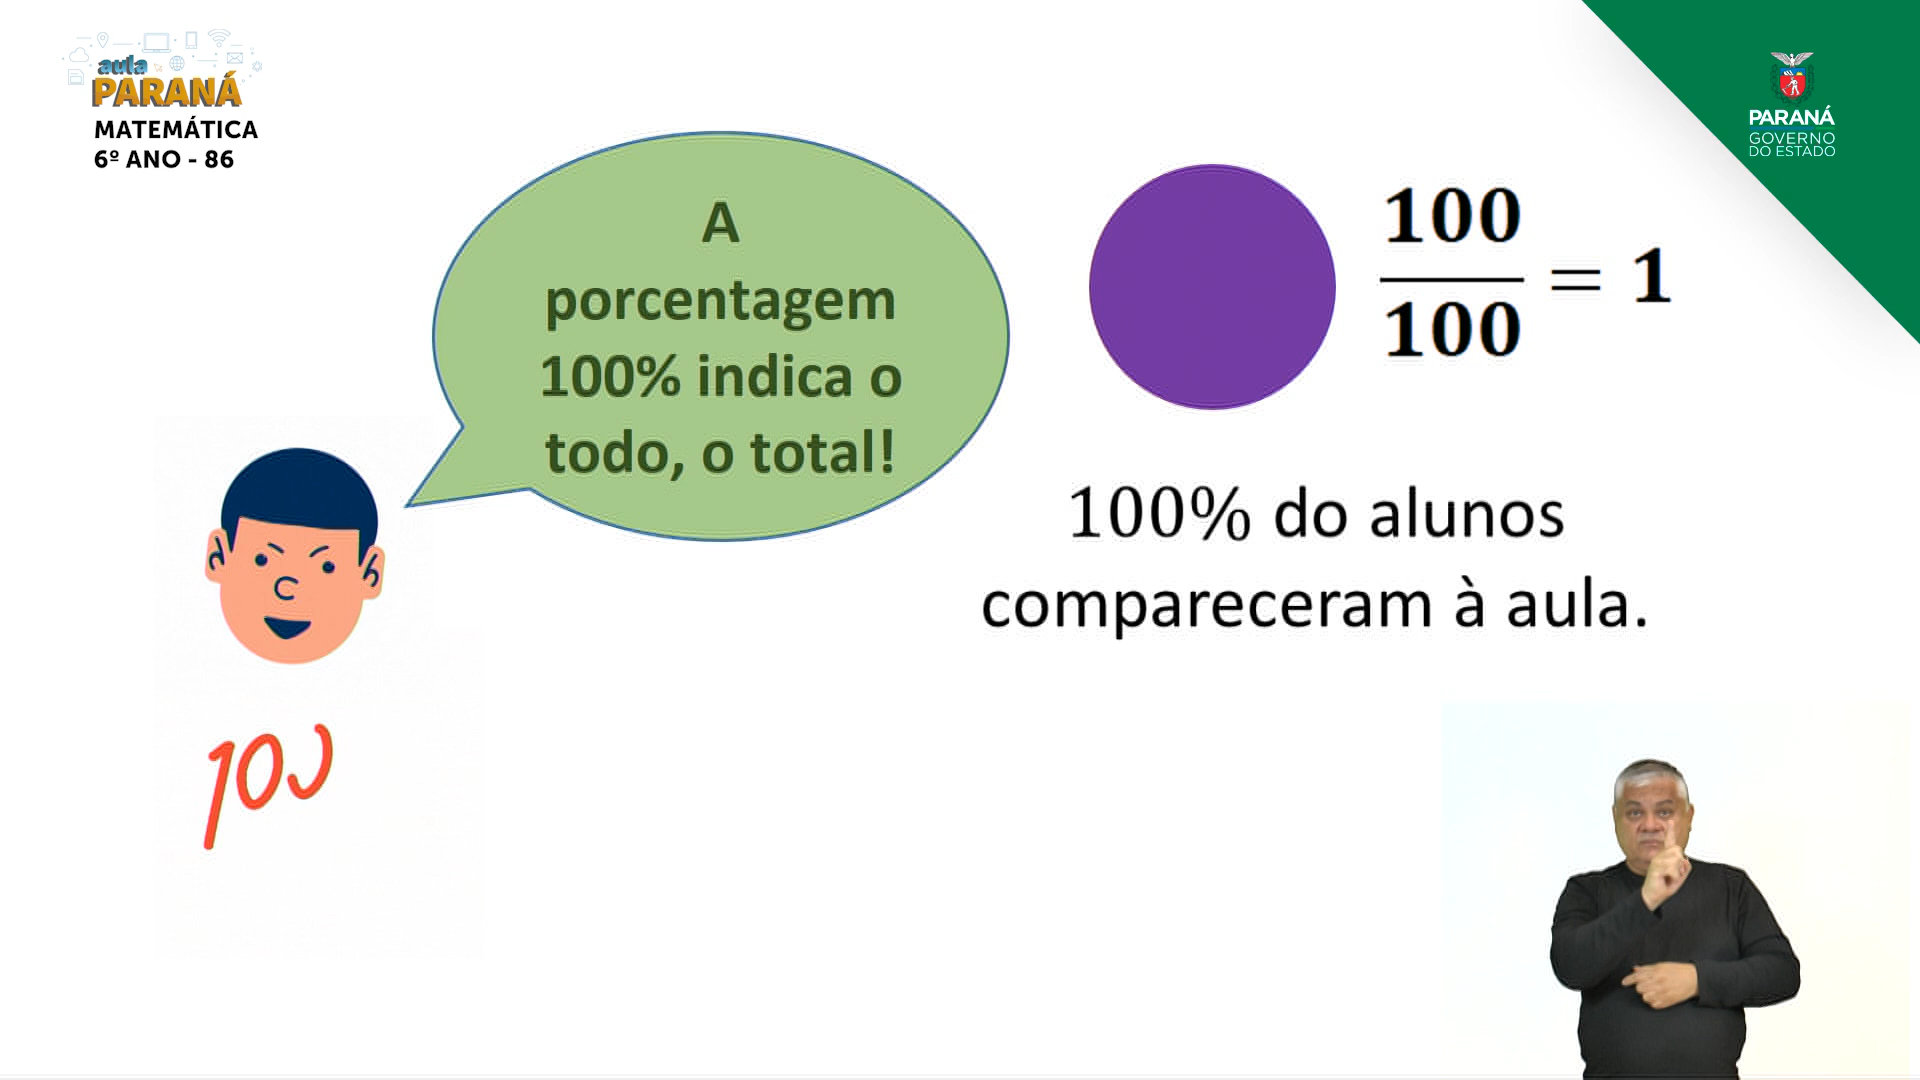 aula
PARANÁ
MATEMÁTICA
6º ANO - 86
PARANÁ
GOVERNO
DO ESTADO
A
porcentagem
100% indica o
todo, o total!
100
100
= 1
100% do alunos
compareceram à aula.
100